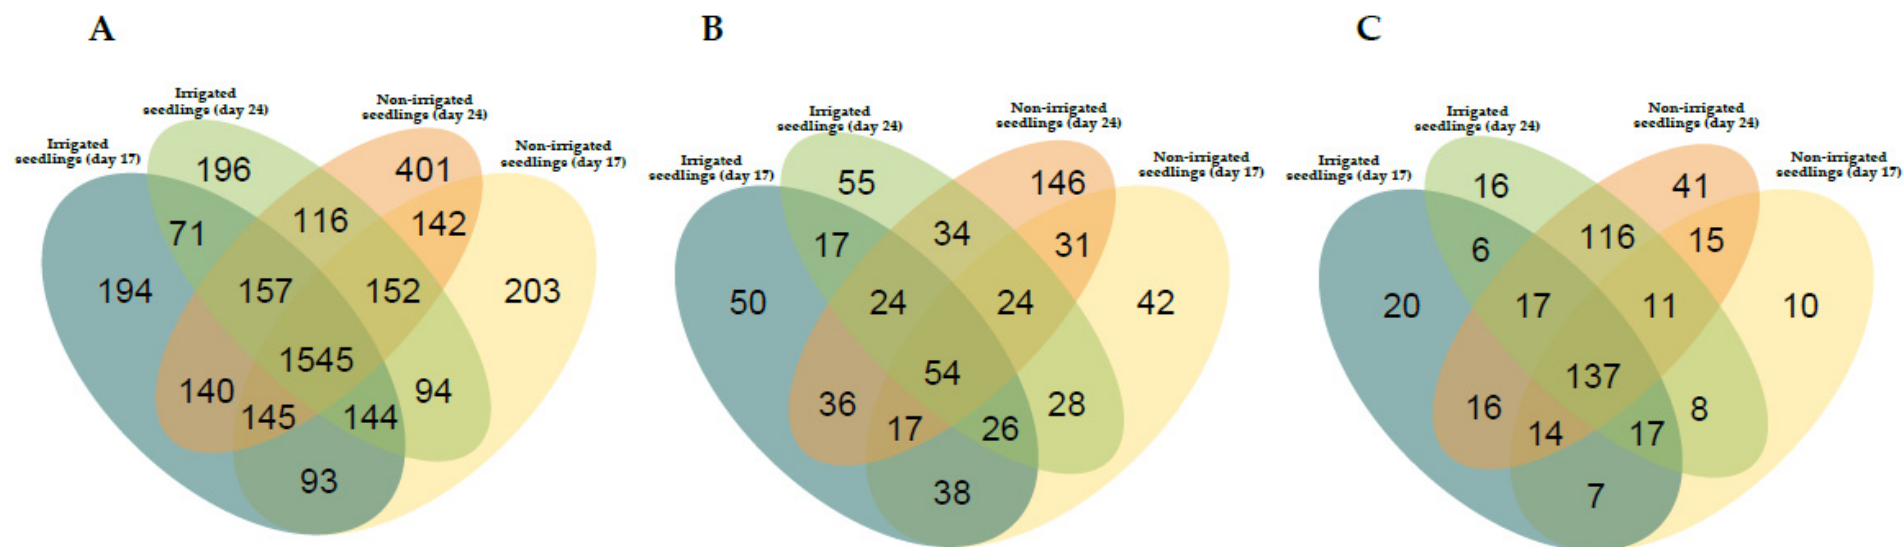 A
Irrigated
seedlings (day 24)
Non-irrigated
seedlings (day 24)
Irrigated
seedlings (day 17)
Non-irrigated
seedlings (day 17)
196
401
71
116
142
194
157
152
203
1545
140
145
144
94
93
B
Irrigated
seedlings (day 24)
Non-irrigated
seedlings (day 24)
Irrigated
seedlings (day 17)
Non-irrigated
seedlings (day 17)
55
146
17
34
31
50
24
24
42
54
36
17
26
28
38
C
Irrigated
seedlings (day 24)
Non-irrigated
seedlings (day 24)
Irrigated
seedlings (day 17)
Non-irrigated
seedlings (day 17)
16
41
6
116
15
20
17
11
10
137
16
14
17
8
7